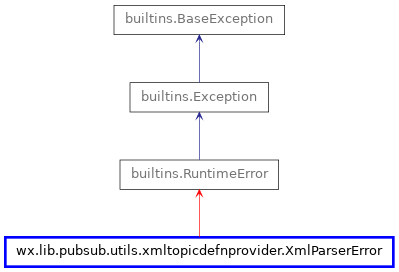 builtins.BaseException
builtins.Exception
builtins.RuntimeError
wx.lib.pubsub.utils.xmltopicdefnprovider.XmlParserError